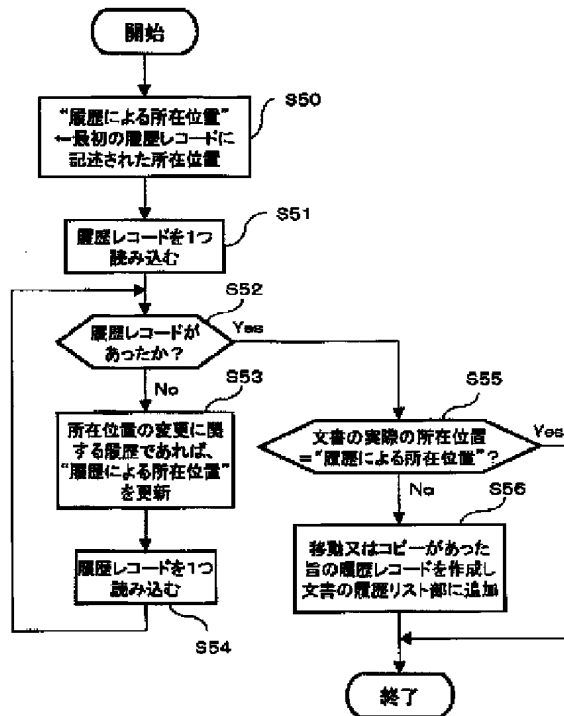 開始
S50
“履歴による所在位置”
←最初の履歴レコードに
記述された所在位置
S51
履歴レコードを1つ
読み込む
S52
履歴レコードが
あったか？
Yes
No
S53
所在位置の変更に関
する履歴であれば、
“履歴による所在位置”
を更新
履歴レコードを1つ
読み込む
S54
S55
文書の実際の所在位置
＝“履歴による所在位置”？
Yes
No
S56
移動又はコピーがあった
旨の履歴レコードを作成し
文書の履歴リスト部に追加
終了